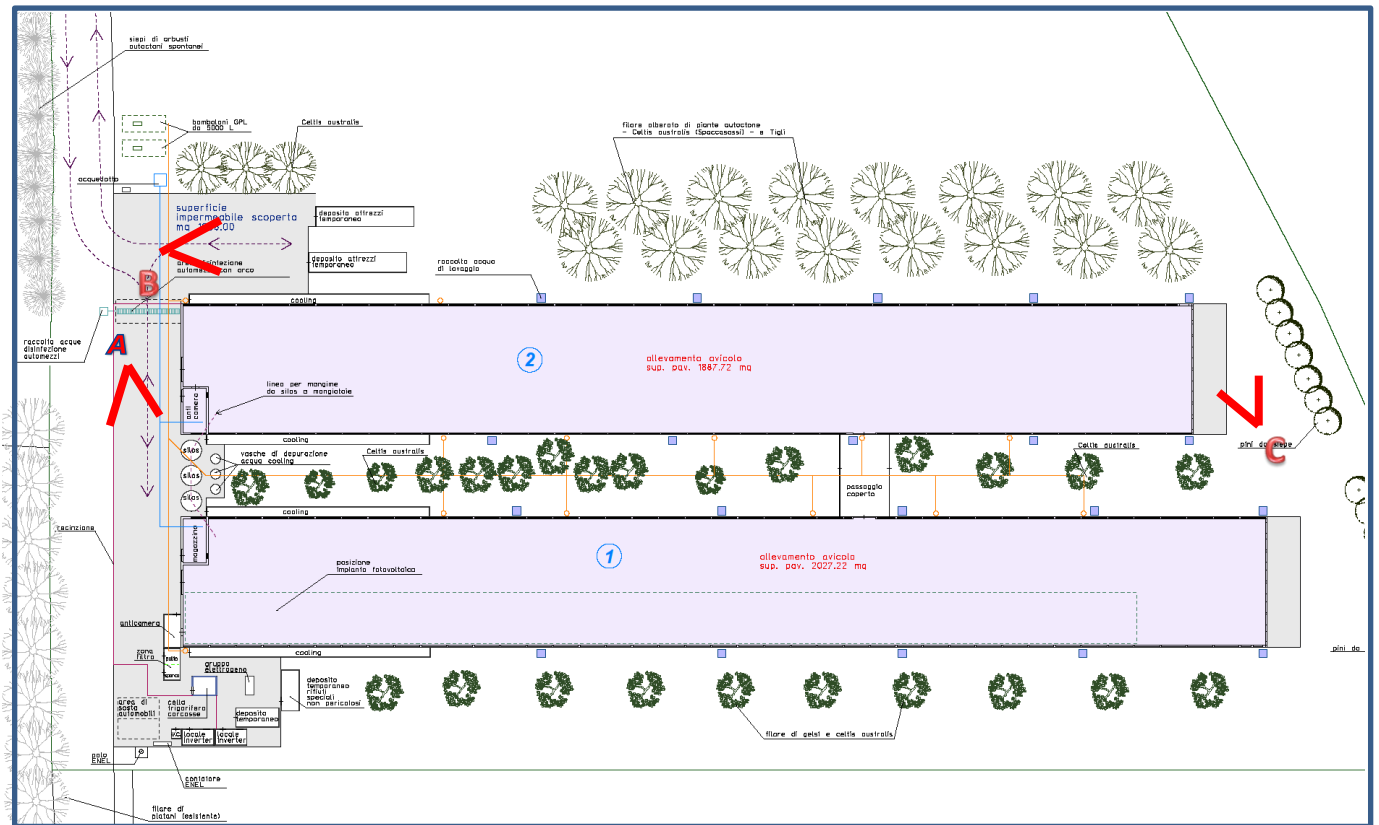 siepi di arbusti
autoctoni spontanei
bomboloni GPL
da 5000 L
Celtis australis
filare alberato di piante autoctone
- Celtis australis (Spaccasassi) - e Tigli
acquedotto
superficie
impermeabile scoperta
deposito attrezzi
temporaneo
deposito attrezzi
temporaneo
automezzi con arco
B
raccolta acqua
di lavaggio
cooling
raccolta acque
disinfezione
automezzi
A
2
allevamento avicolo
sup. pav. 1887.72 mq
linea per mangime
da silos a mangiatoie
anti
camera
cooling
silos
silos
silos
vasche di depurazione
acqua cooling
Celtis australis
Celtis australis
pini da siepe
C
passaggio
coperto
cooling
recinzione
magazzino
1
allevamento avicolo
sup. pav. 2027.22 mq
posizione
impianto fotovoltaico
anticamera
cooling
zona
filtro
gruppo
elettrogeno
pini da
deposito
temporaneo
rifiuti
speciali
non pericolosi
area di
sosta
automobili
cella
frigorifera
carcasse
deposito
temporaneo
locale
inverter
locale
inverter
filare di gelsi e celtis australis
palo
ENEL
contatore
ENEL
filare di
platani (esistente)